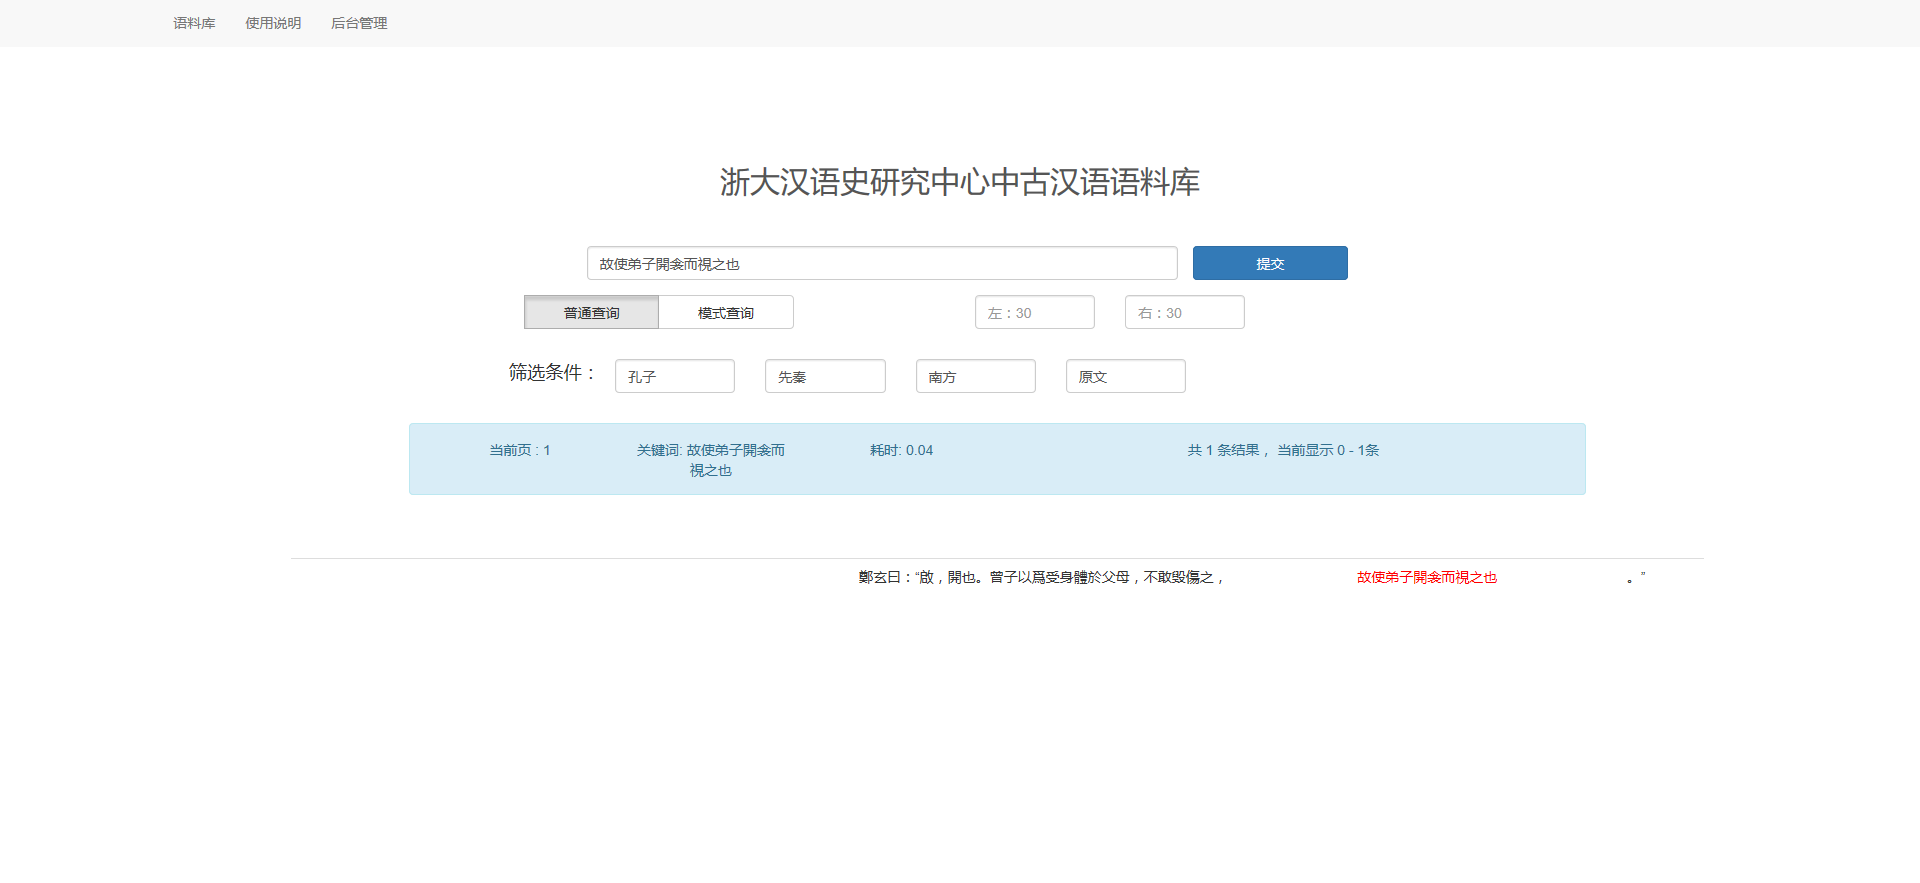 语料库 使用说明 后台管理
浙大汉语史研究中心中古汉语语料库
故使弟子開衾而視之也 提交
普通查询 模式查询 左：30 右：30
筛选条件： 孔子 先秦 南方 原文
当前页 : 1 关键词: 故使弟子開衾而 耗时: 0.04 共 1 条结果， 当前显示 0 - 1条
視之也
鄭玄曰：“啟，開也。曾子以爲受身體於父母，不敢毀傷之， 故使弟子開衾而視之也 。”